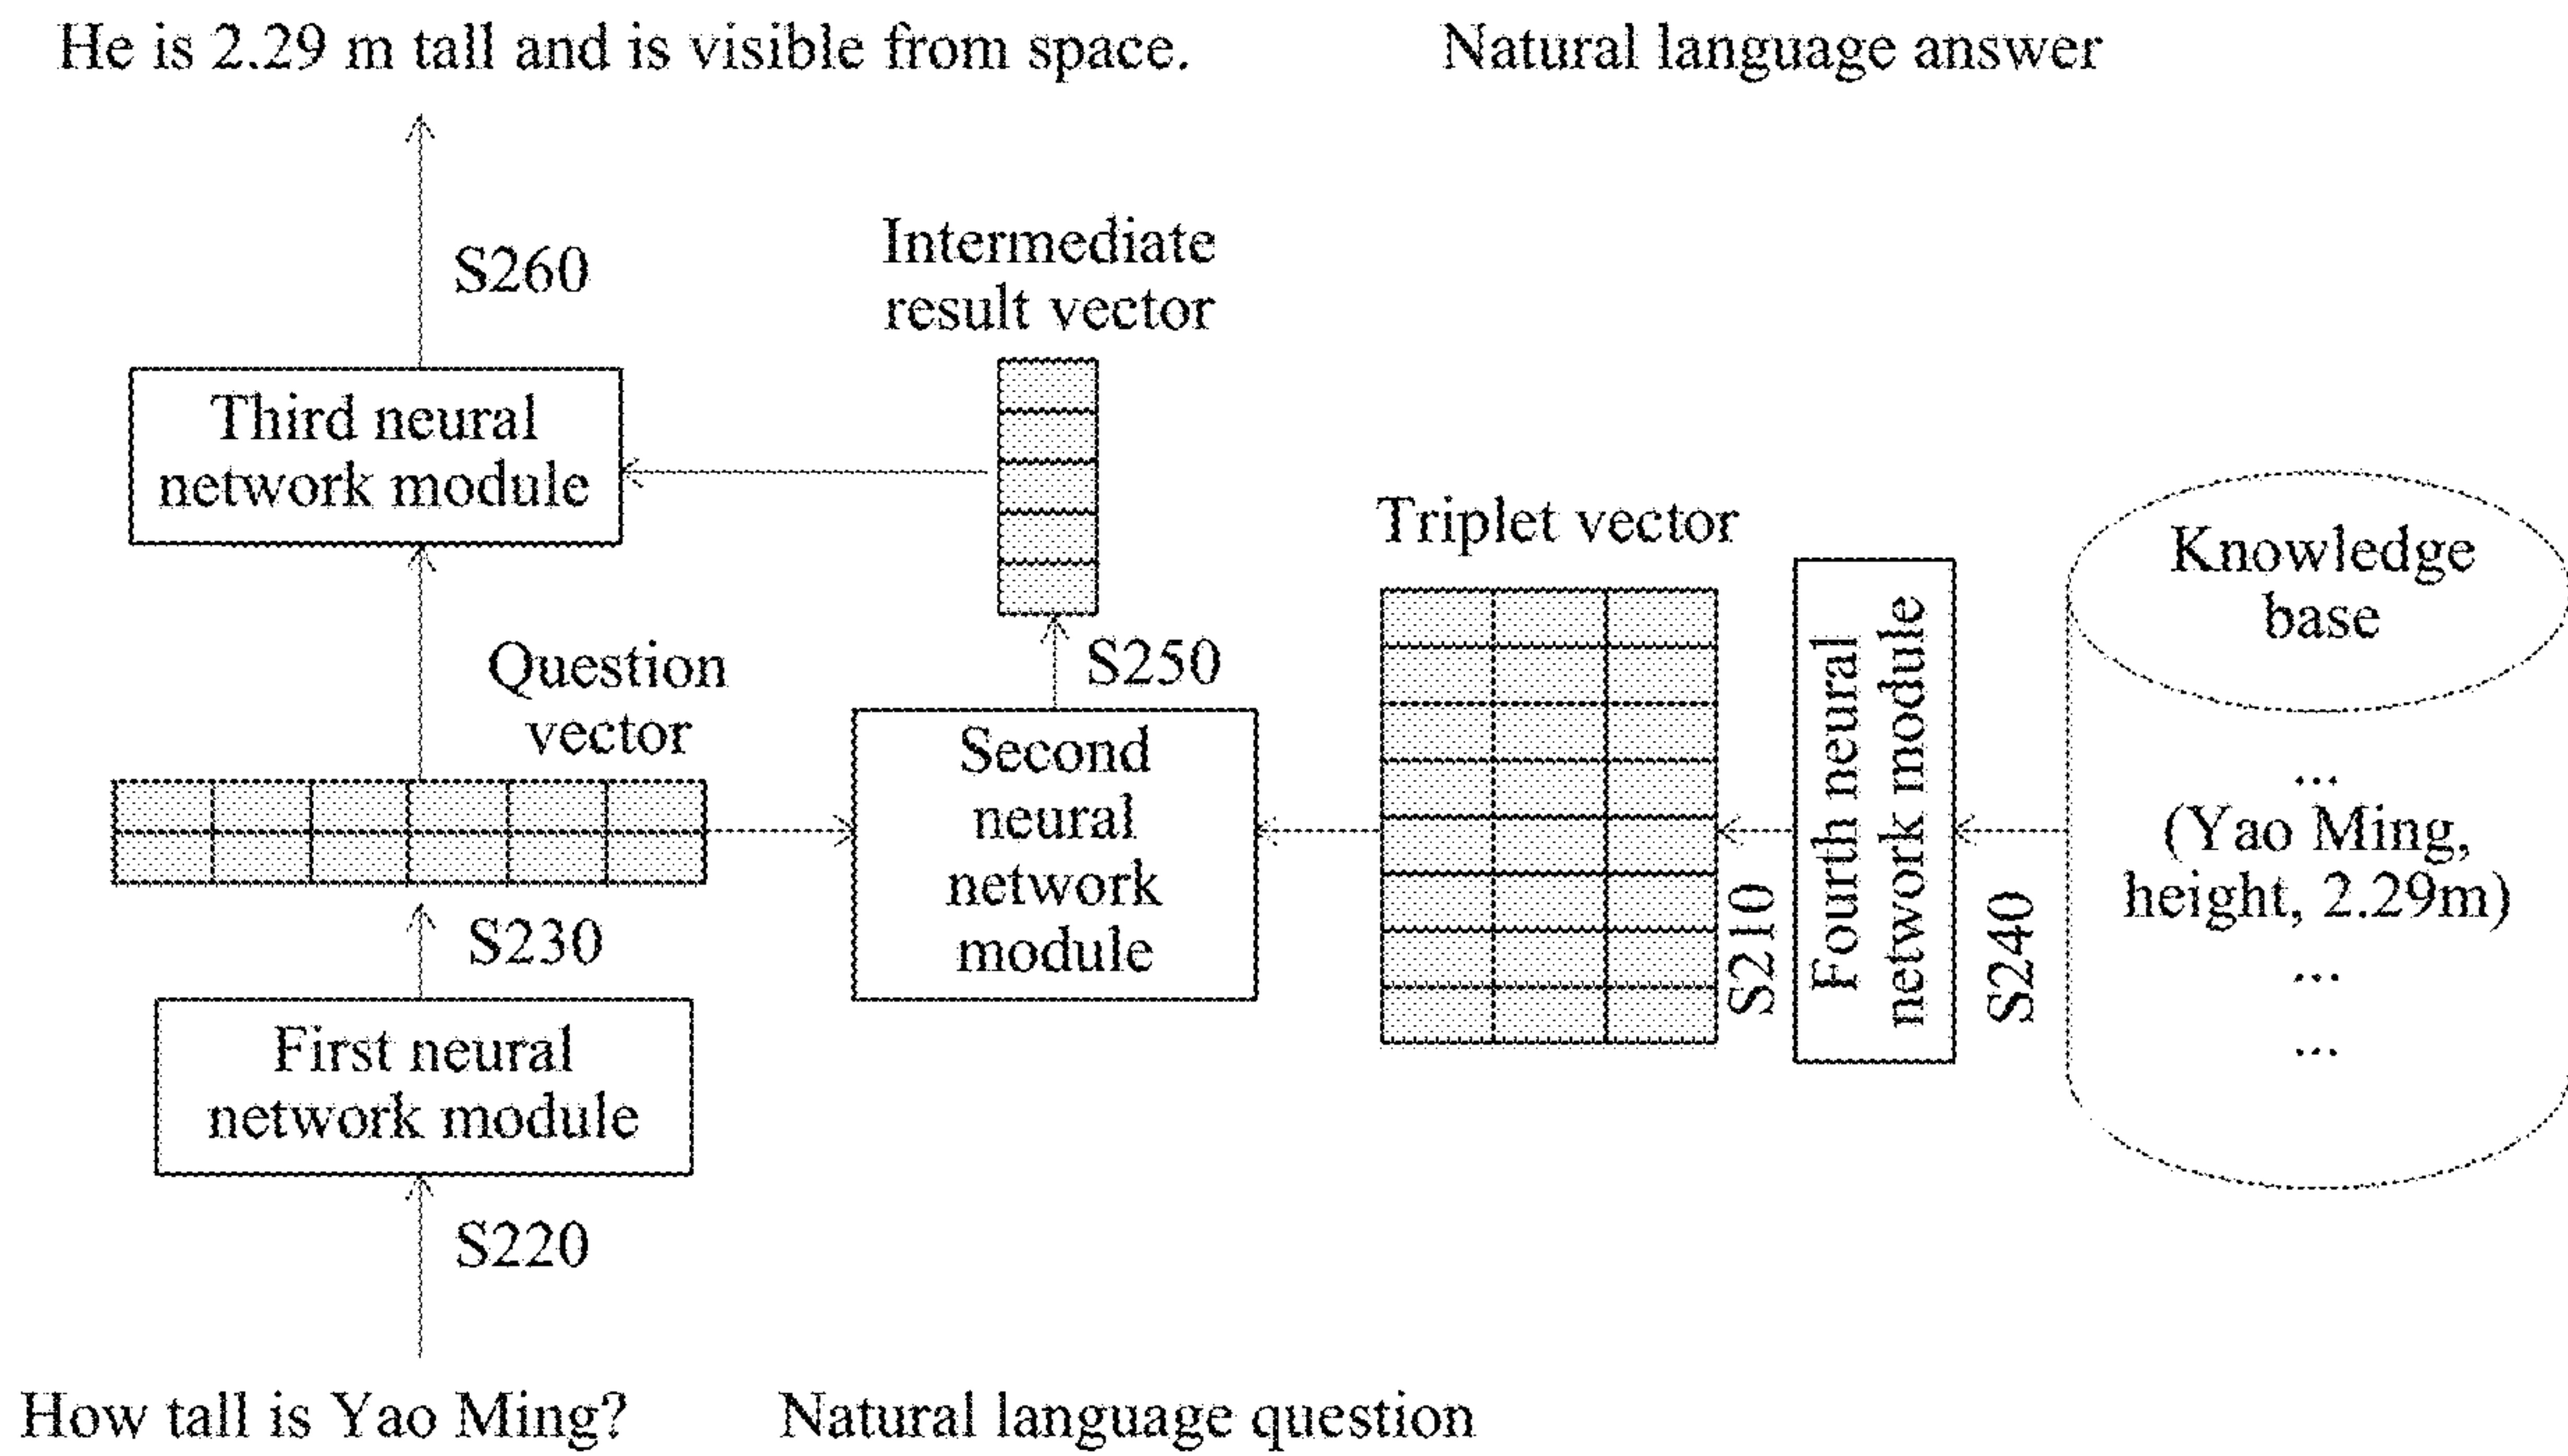 He is 2.29 m tall and is visible from space.
Natural language answer
S260
Intermediate
result vector
Third neural
network module
Triplet vector
Knowledge
base
Question
vector
S250
Second
neural
network
module
Fourth neural
network module
...
(Yao Ming,
height, 2.29m)
...
...
S210
S240
S230
First neural
network module
S220
How tall is Yao Ming?
Natural language question